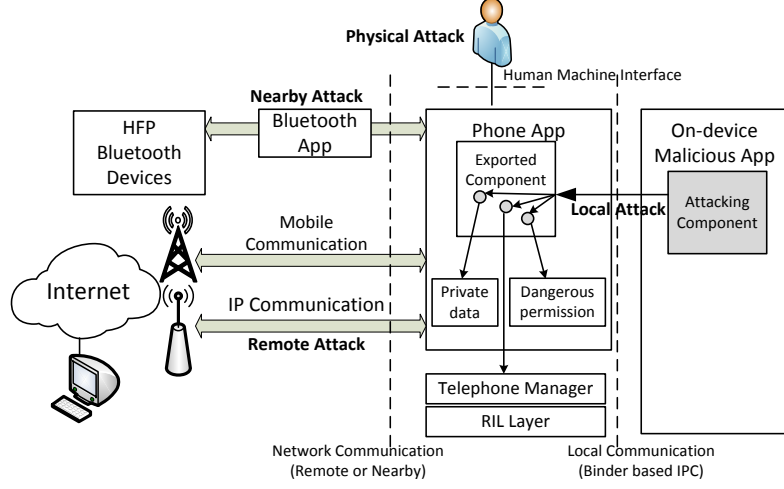 Physical Attack
Human Machine Interface
Nearby Attack
HFP
Bluetooth
Devices
Bluetooth
App
Phone App
Exported
Component
On-device
Malicious App
Attacking
Component
Local Attack
Mobile
Communication
Internet
IP Communication
Remote Attack
Private
data
Dangerous
permission
Telephone Manager
RIL Layer
Network Communication
(Remote or Nearby)
Local Communication
(Binder based IPC)